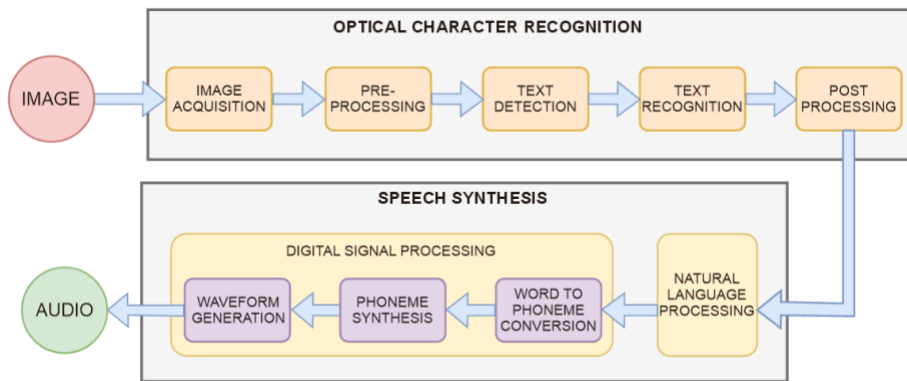 OPTICAL CHARACTER RECOGNITION
IMAGE
IMAGE
ACQUISITION
PRE-
PROCESSING
TEXT
DETECTION
TEXT
RECOGNITION
POST
PROCESSING
SPEECH SYNTHESIS
NATURAL
LANGUAGE
PROCESSING
DIGITAL SIGNAL PROCESSING
WORD TO
PHONEME
CONVERSION
PHONEME
SYNTHESIS
WAVEFORM
GENERATION
AUDIO